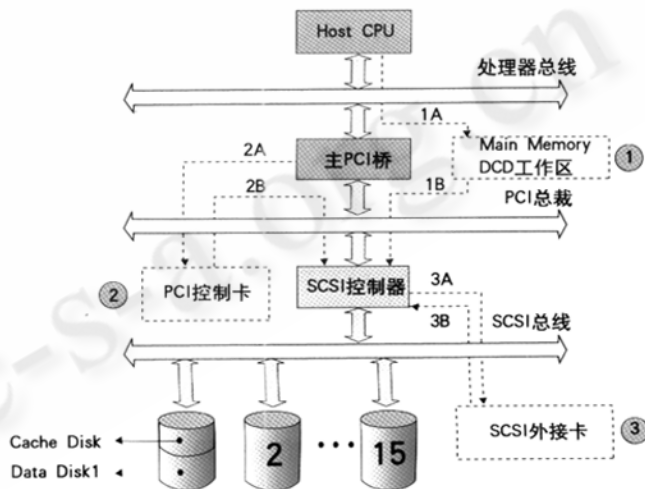 Host CPU
处理器总线
1A
2A
主PCI桥
Main Memory
DCD工作区
1
2B
1B
PCI总裁
2
PCI控制卡
SCSI控制器
3A
3B
SCSI总线
Cache Disk
Data Disk1
2
•••
15
SCSI外接卡
3